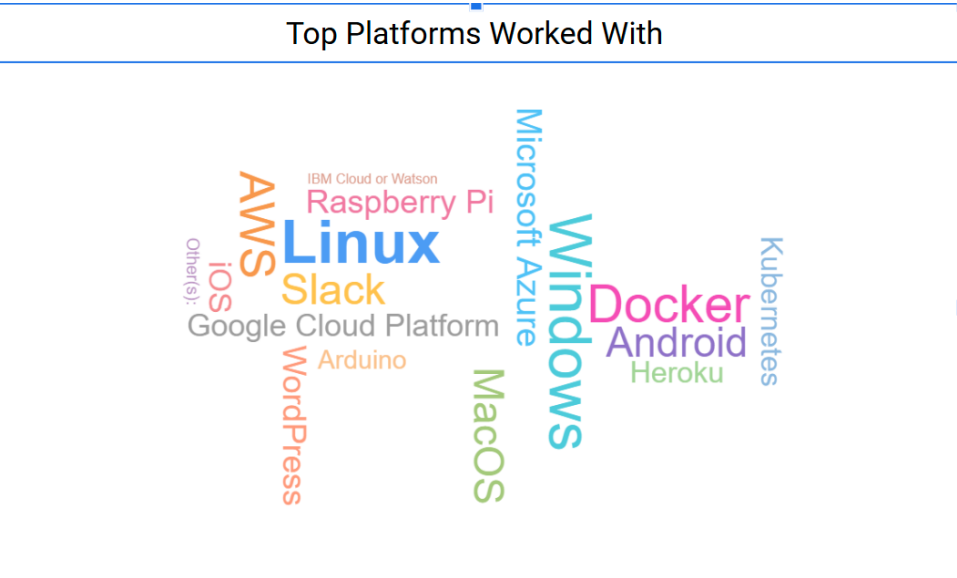 Top Platforms Worked With
Microsoft Azure
IBM Cloud or Watson
AWS
Raspberry Pi
Linux
Windows
Other(s):
iOS
Slack
Docker
Kubernetes
Google Cloud Platform
Android
Arduino
Heroku
WordPress
MacOS